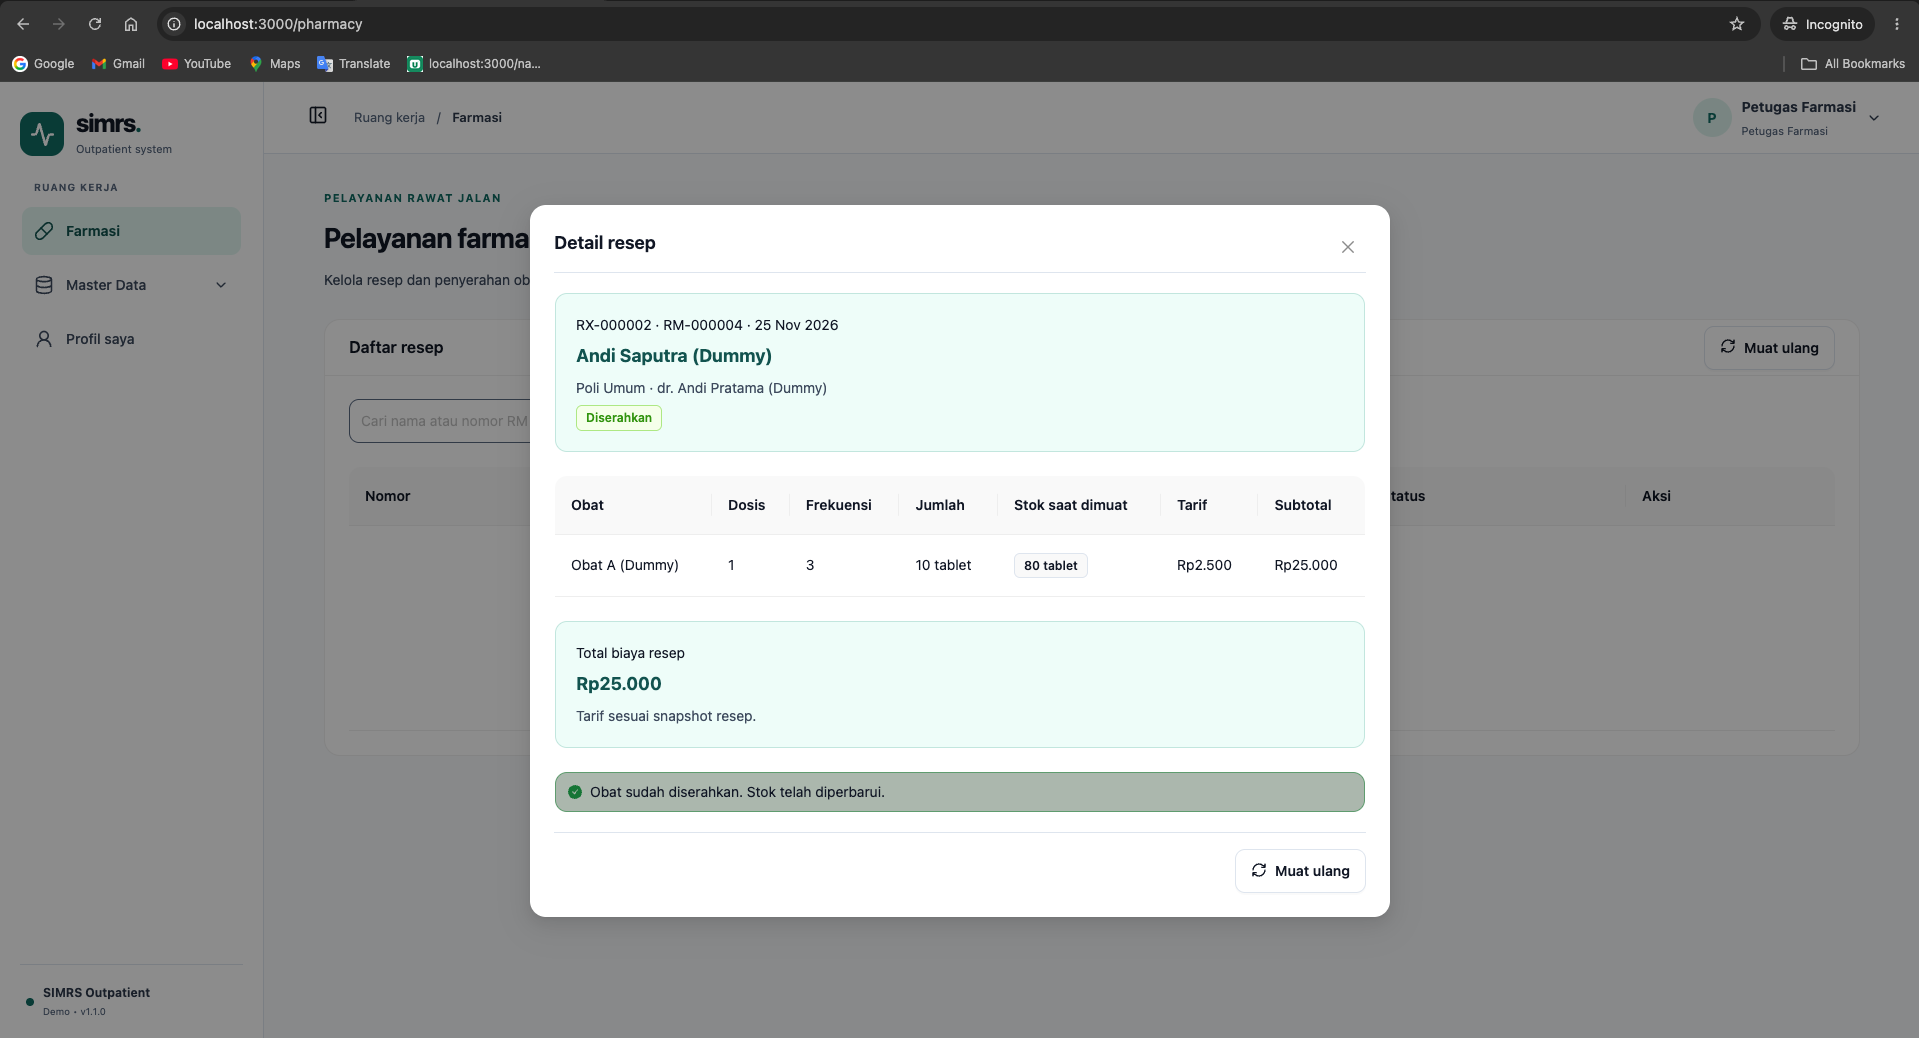 localhost:3000/pharmacy
Incognito
Google
Gmail
YouTube
Maps
Translate
localhost:3000/na...
All Bookmarks
simrs.
Outpatient system
RUANG KERJA
Farmasi
Master Data
Profil saya
SIMRS Outpatient
Demo • v1.1.0
Ruang kerja / Farmasi
P
Petugas Farmasi
Petugas Farmasi
PELAYANAN RAWAT JALAN
Pelayanan farma
Kelola resep dan penyerahan ob
Daftar resep
Muat ulang
Cari nama atau nomor RM
Nomor
tatus
Aksi
Detail resep
RX-000002 · RM-000004 · 25 Nov 2026
Andi Saputra (Dummy)
Poli Umum · dr. Andi Pratama (Dummy)
Diserahkan
Obat Dosis Frekuensi Jumlah Stok saat dimuat Tarif Subtotal
Obat A (Dummy) 1 3 10 tablet 80 tablet Rp2.500 Rp25.000
Total biaya resep
Rp25.000
Tarif sesuai snapshot resep.
Obat sudah diserahkan. Stok telah diperbarui.
Muat ulang